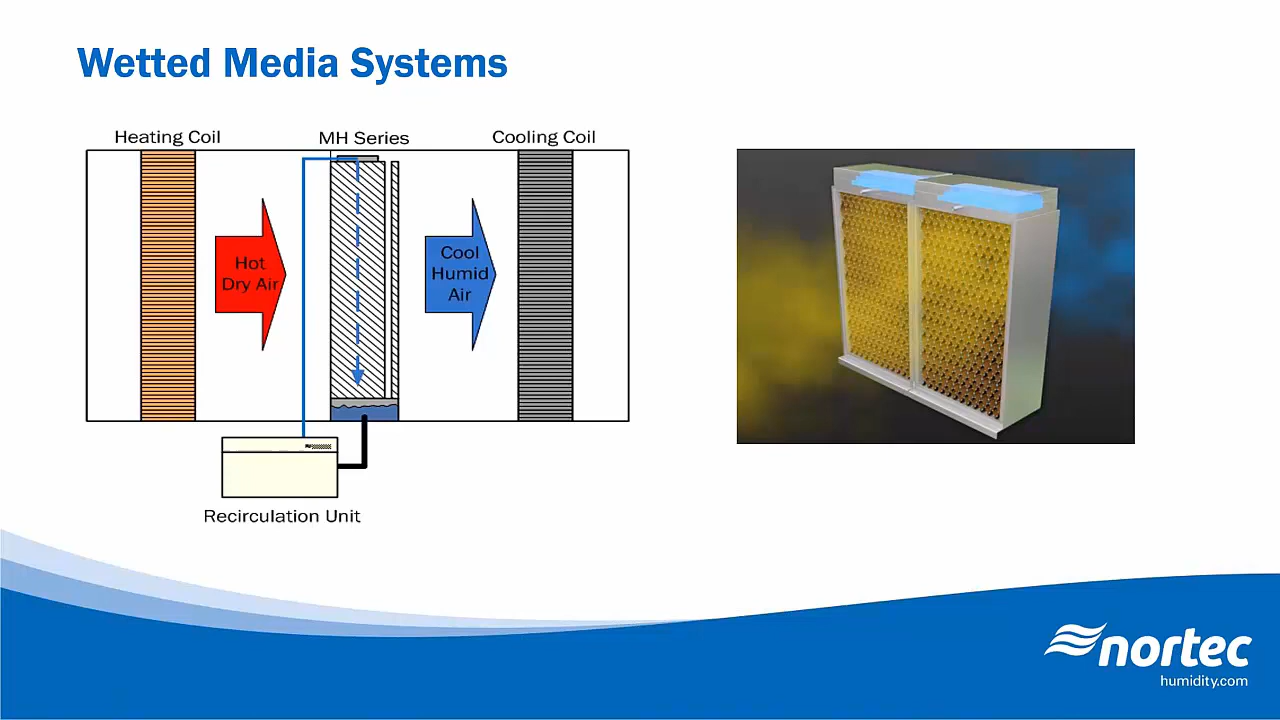 Wetted Media Systems
Heating Coil
MH Series
Cooling Coil
Hot
Dry Air
Cool
Humid
Air
Recirculation Unit
nortec
humidity.com